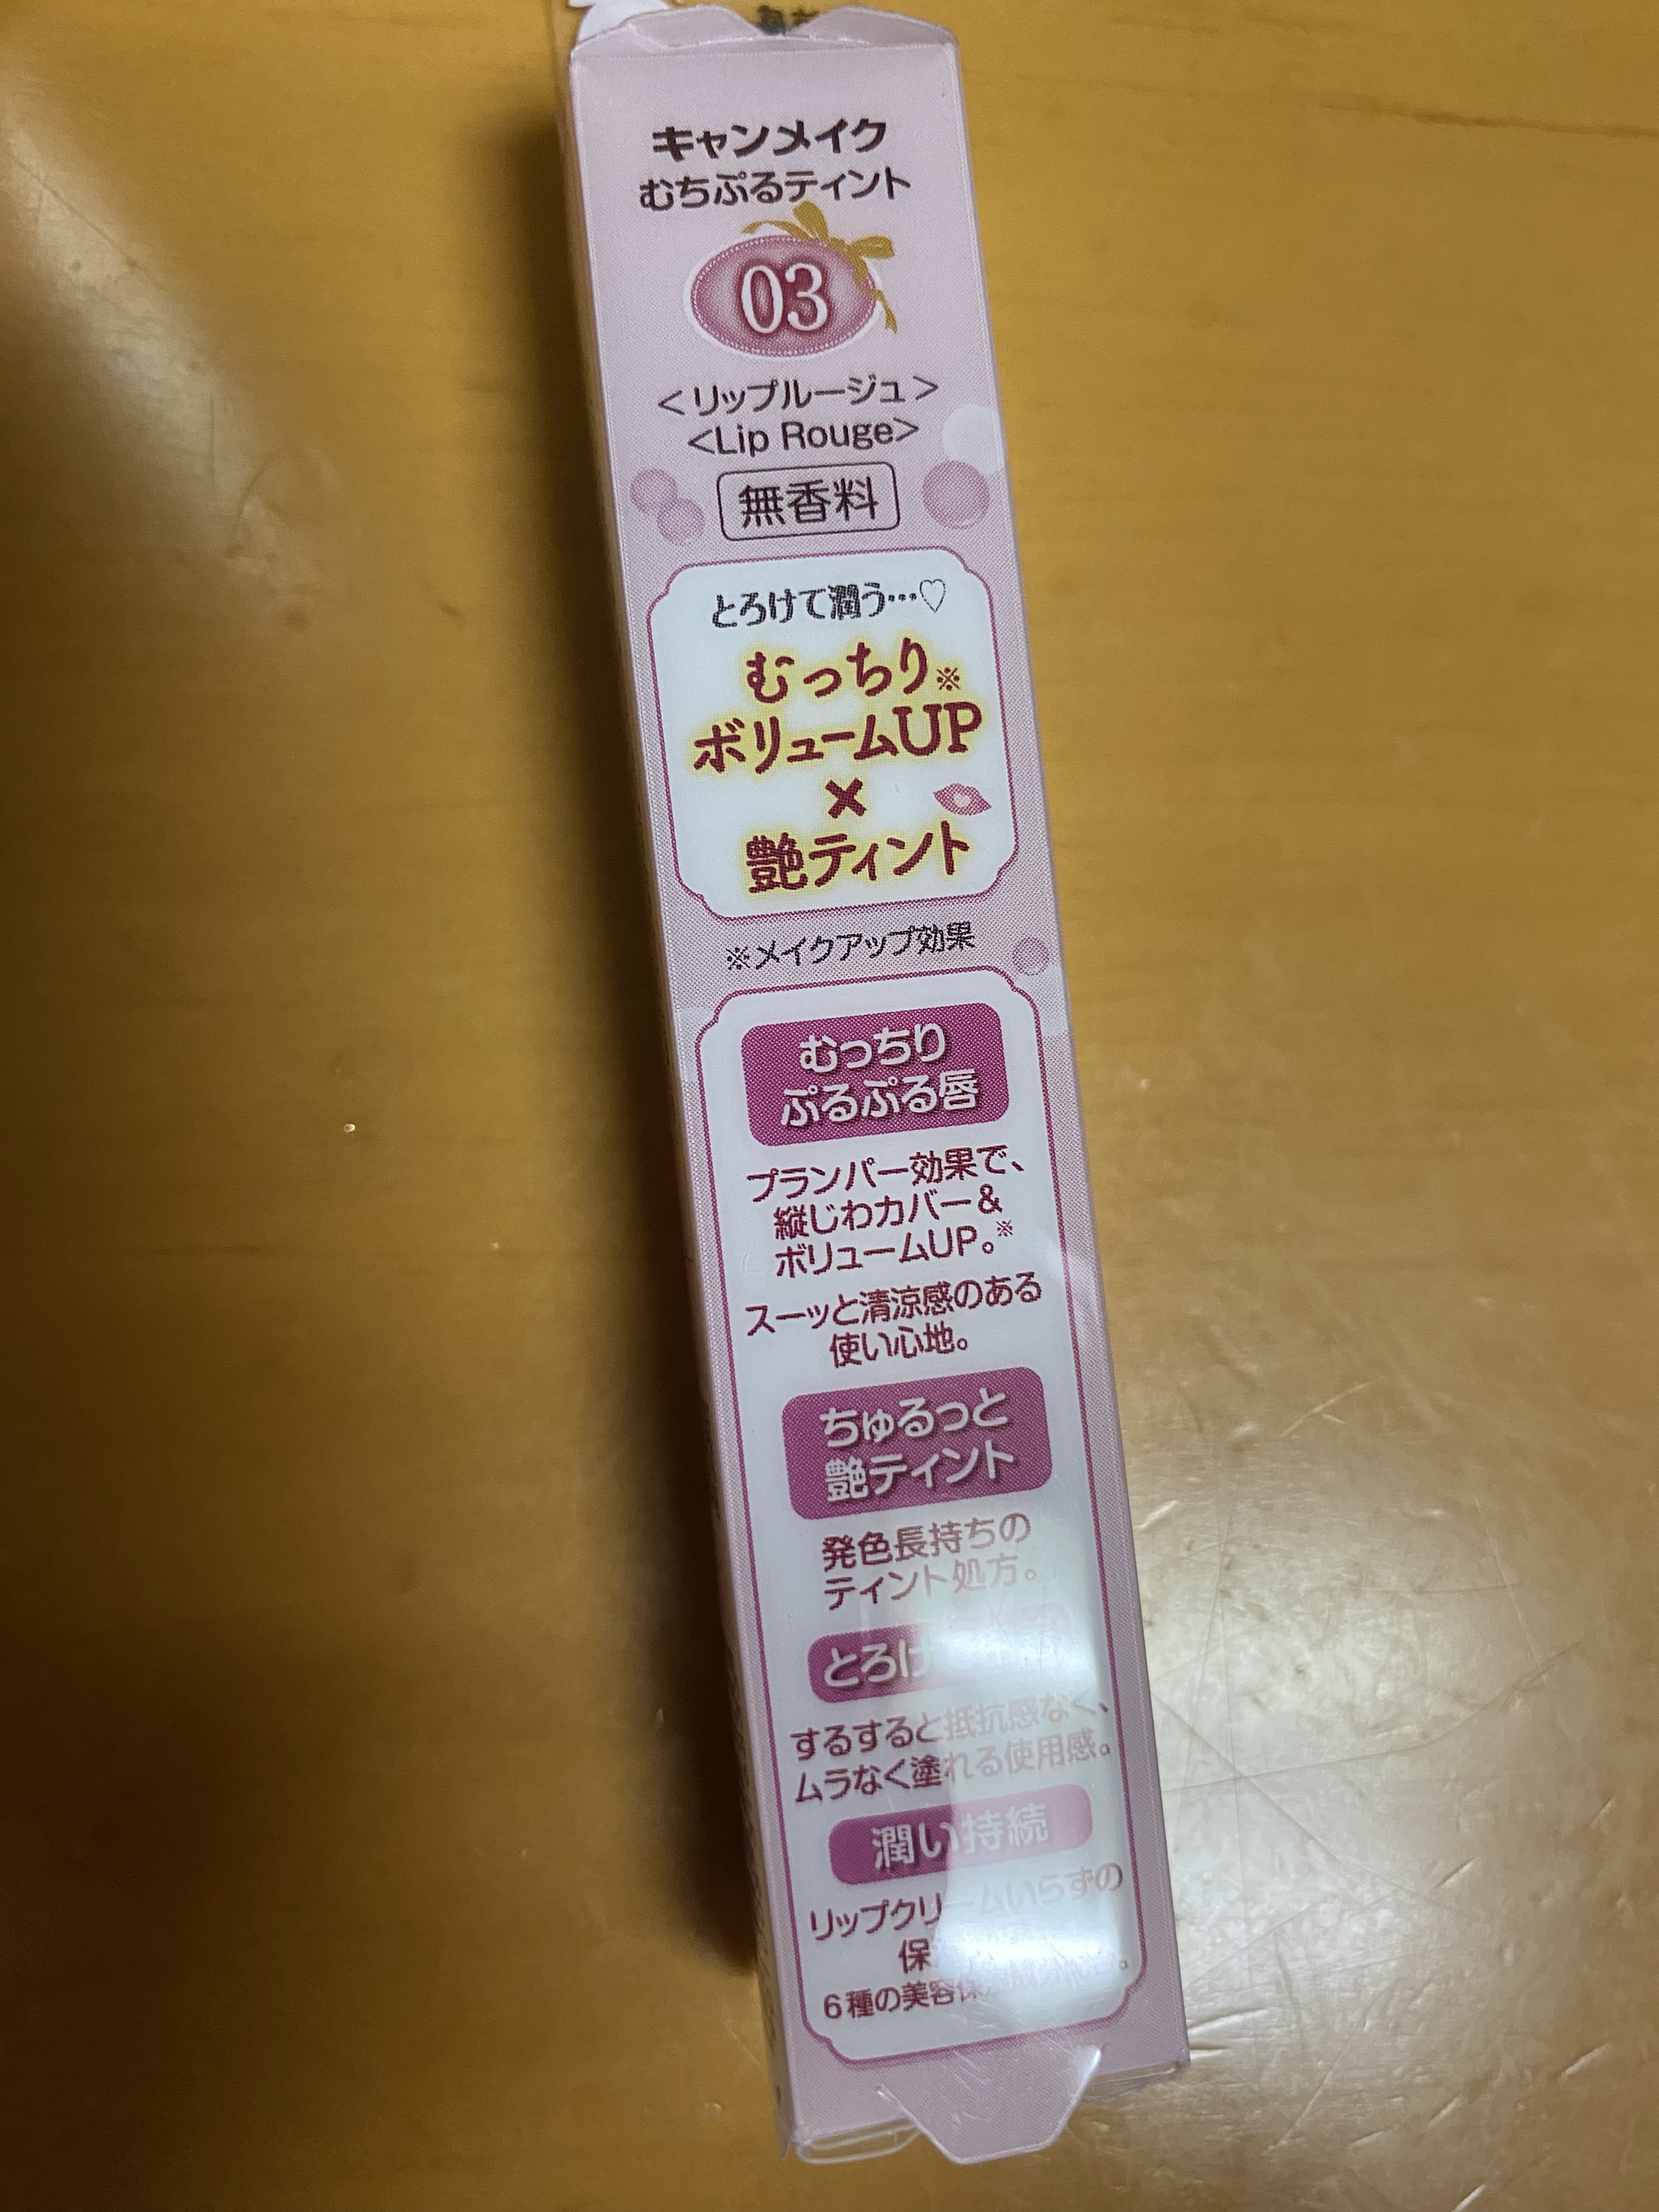 キャンメイク
むちぷるティント
03
＜リップルージュ＞
<Lip Rouge>
無香料
とろけて潤う…♡
むっちり※
ボリュームUP
×
艶ティント
※メイクアップ効果
むっちり
ぷるぷる唇
プランパー効果で、
縦じわカバー＆
ボリュームUP。※
スーッと清涼感のある
使い心地。
ちゅるっと
艶ティント
発色長持ちの
ティント処方。
とろけ
するすると抵抗感なく、
ムラなく塗れる使用感。
潤い持続
リップクリームいらずの
保
6種の美容保